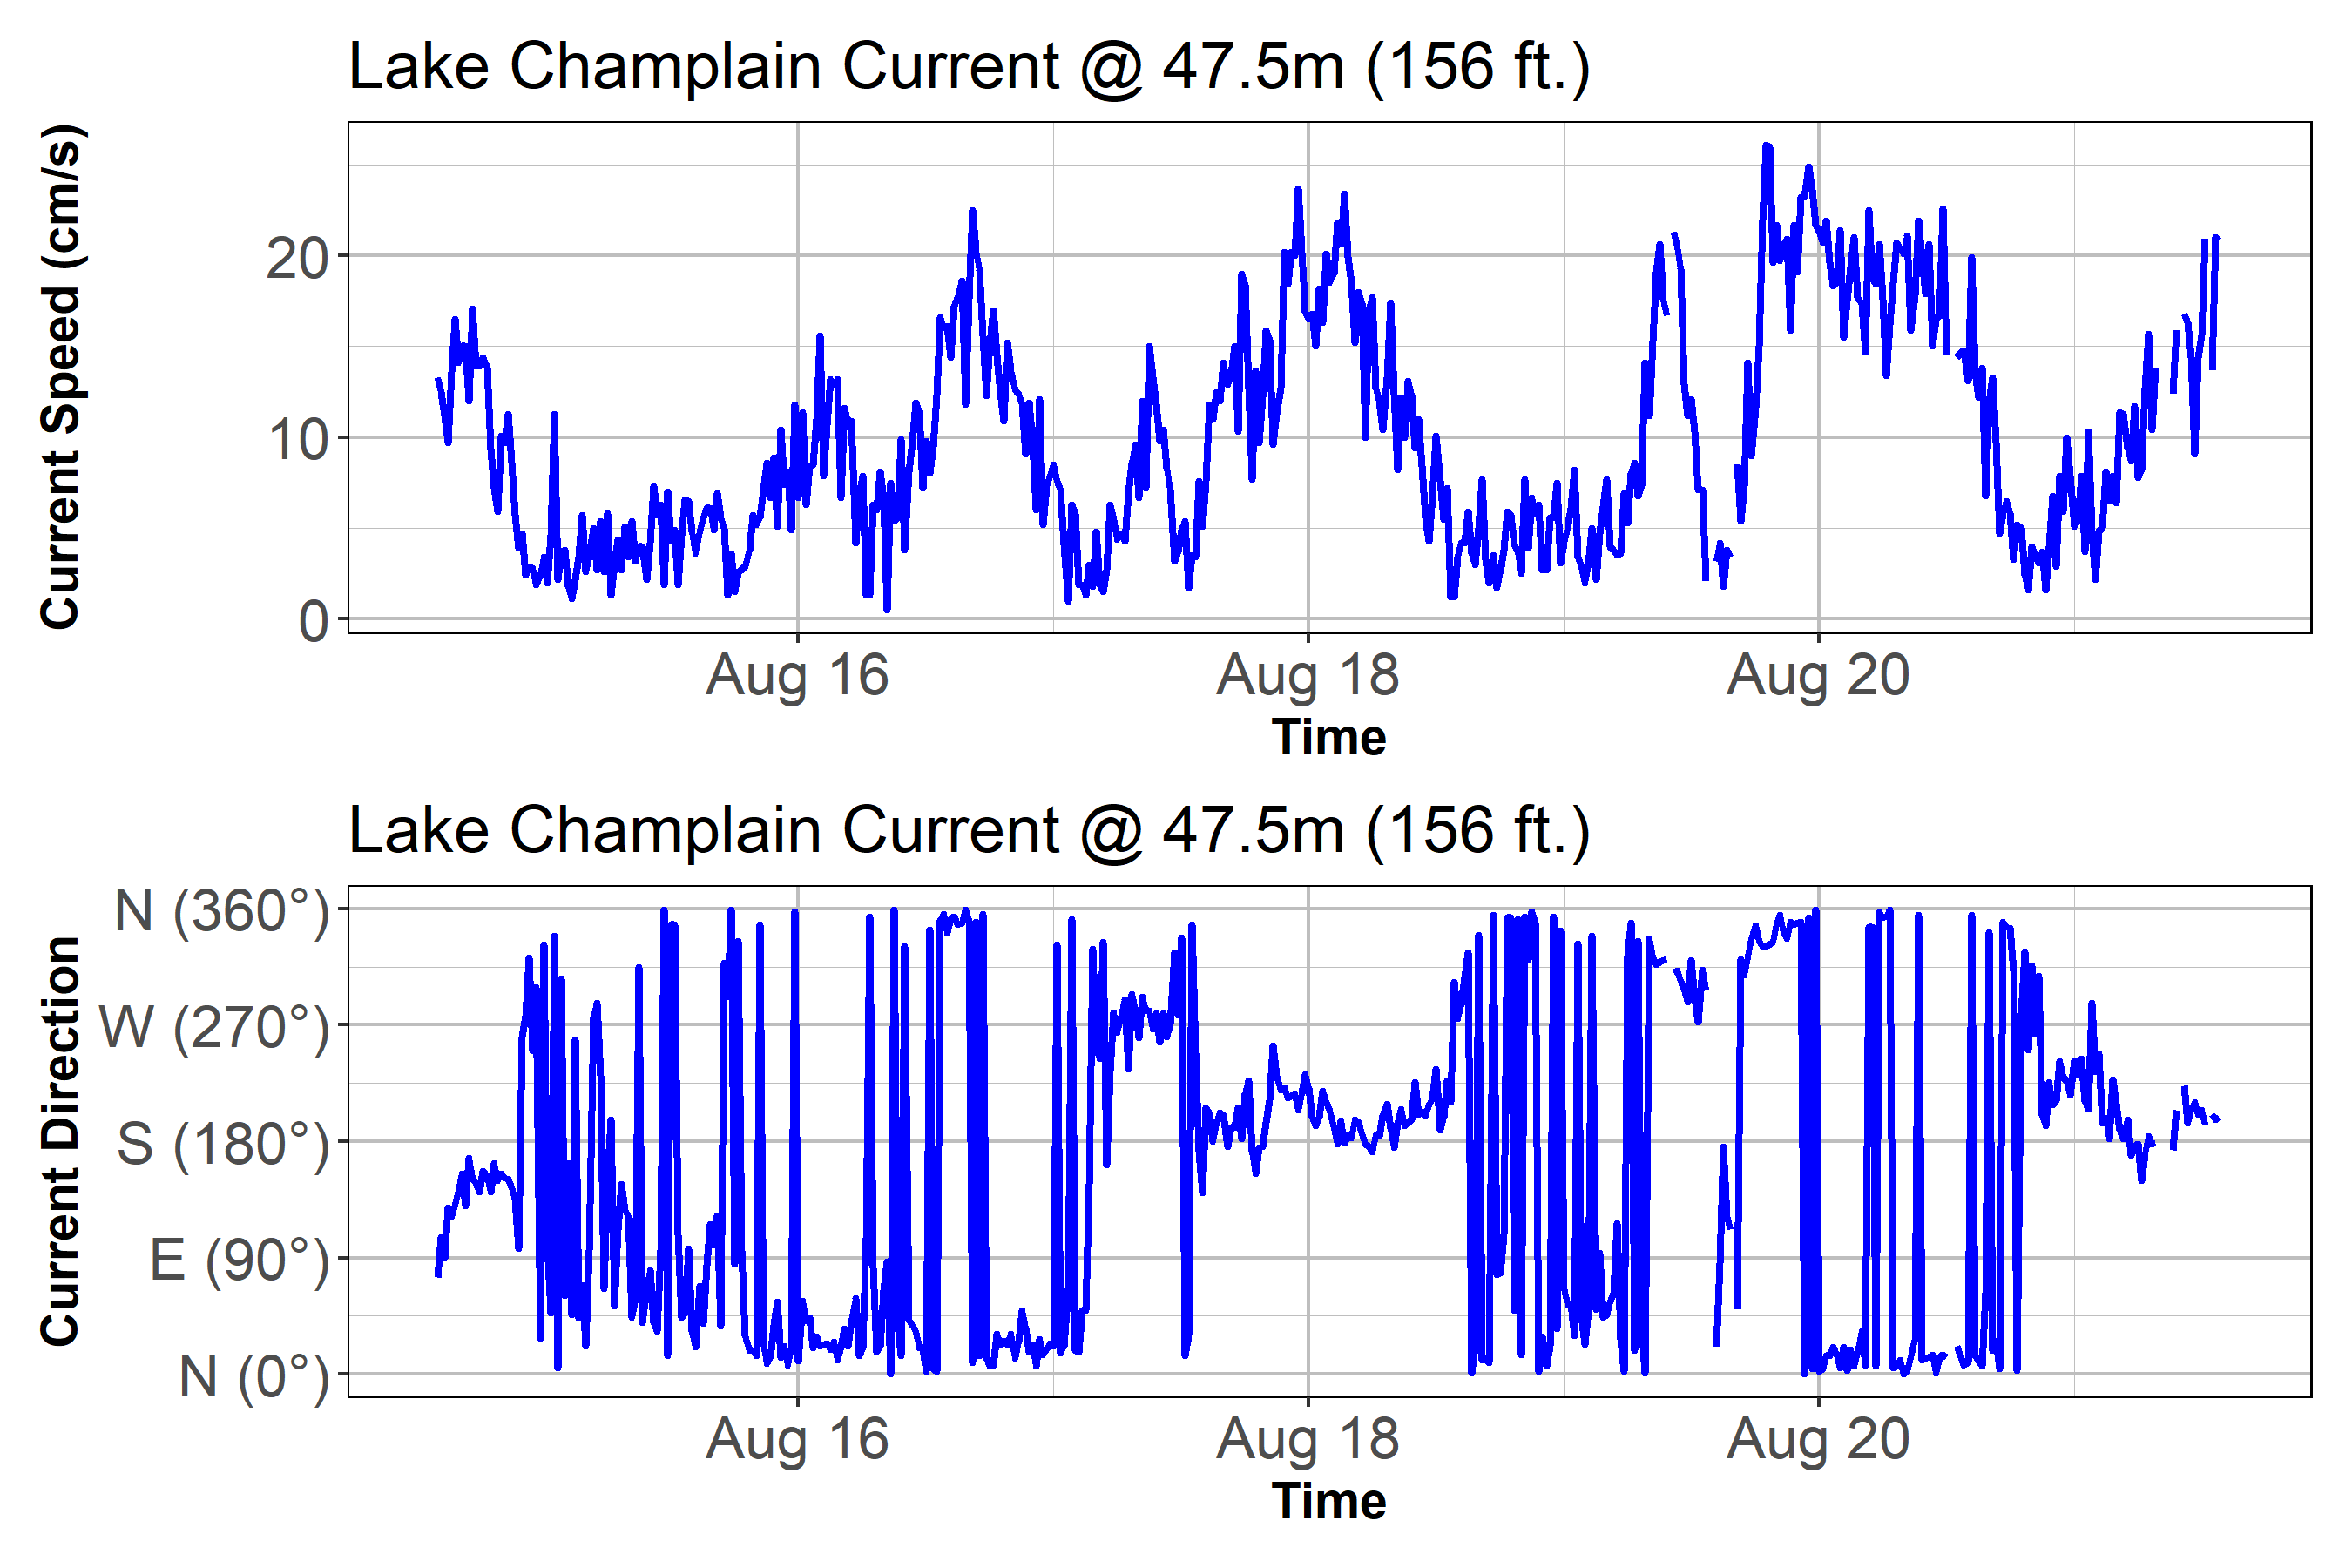 Lake Champlain Current @ 47.5m (156 ft.)
Current Speed (cm/s)
20
10
0
Aug 16 Aug 18 Aug 20
Time
Lake Champlain Current @ 47.5m (156 ft.)
Current Direction
N (360°)
W (270°)
S (180°)
E (90°)
N (0°)
Aug 16 Aug 18 Aug 20
Time